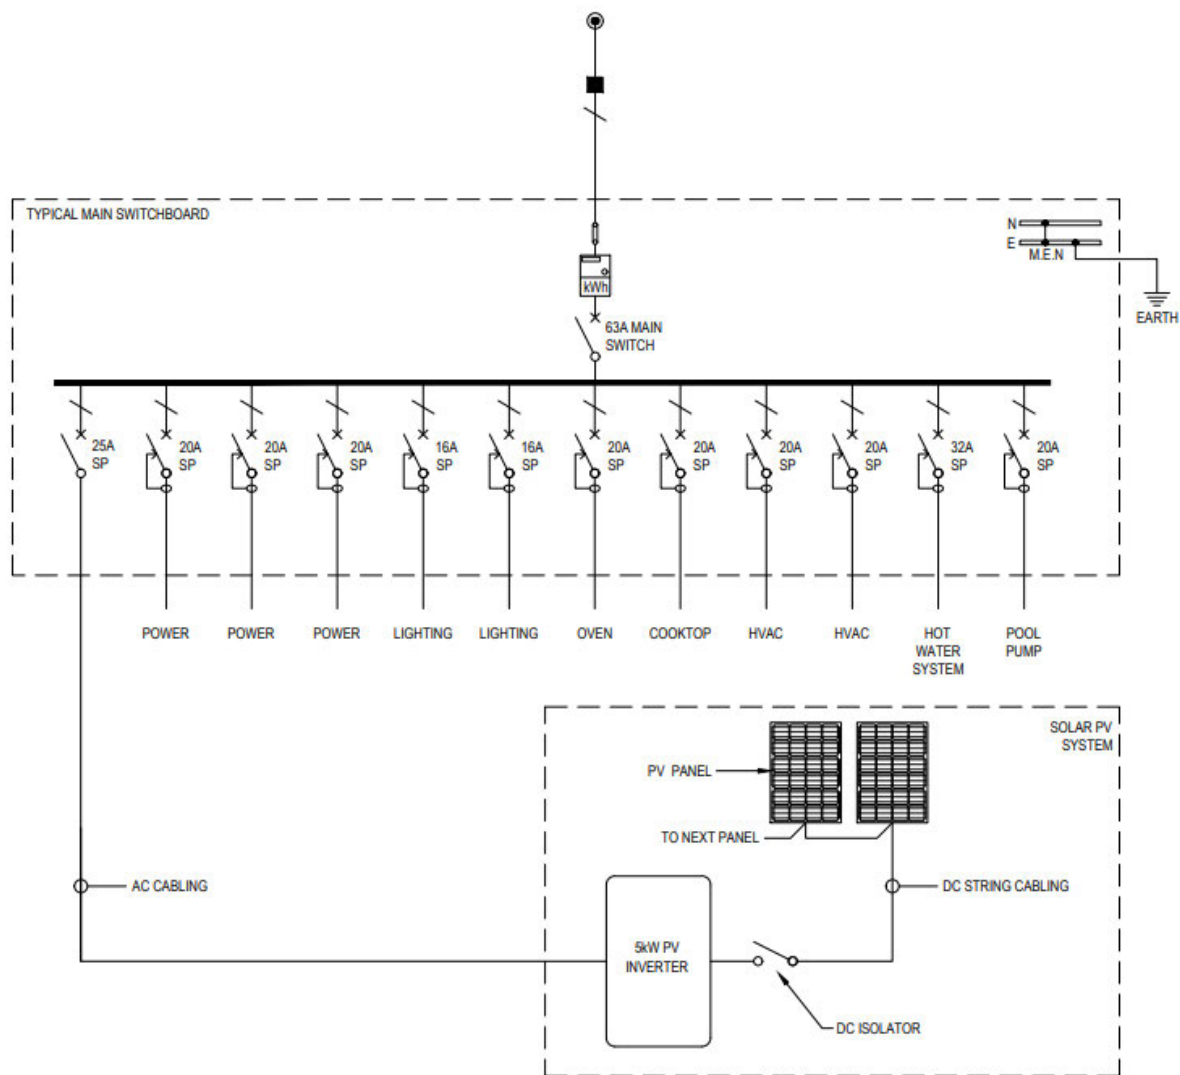 TYPICAL MAIN SWITCHBOARD
N
E
M.E.N
EARTH
kWh
63A MAIN
SWITCH
25A
SP
20A
SP
20A
SP
20A
SP
16A
SP
16A
SP
20A
SP
20A
SP
20A
SP
20A
SP
32A
SP
20A
SP
POWER
POWER
POWER
LIGHTING
LIGHTING
OVEN
COOKTOP
HVAC
HVAC
HOT
WATER
SYSTEM
POOL
PUMP
SOLAR PV
SYSTEM
PV PANEL
TO NEXT PANEL
AC CABLING
DC STRING CABLING
5kW PV
INVERTER
DC ISOLATOR